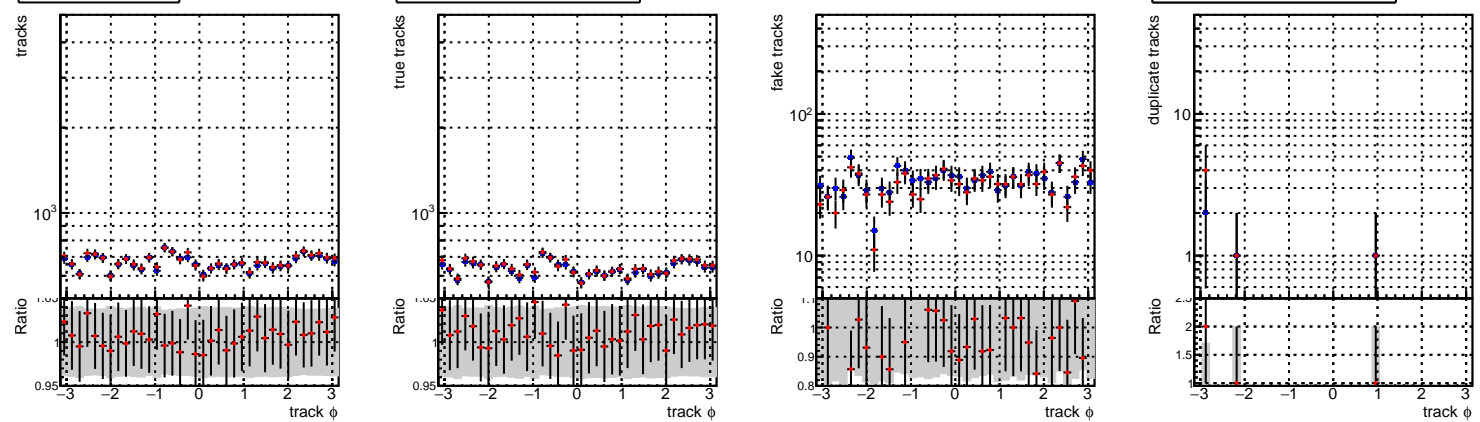 tracks
10³
Ratio
1.05
1
0.95
−3 −2 −1 0 1 2 3
track ϕ
true tracks
10³
Ratio
1.05
1
0.95
−3 −2 −1 0 1 2 3
track ϕ
fake tracks
10²
10
Ratio
1.1
1
0.9
0.8
−3 −2 −1 0 1 2 3
track ϕ
duplicate tracks
10
1
Ratio
2.5
2
1.5
1
−3 −2 −1 0 1 2 3
track ϕ